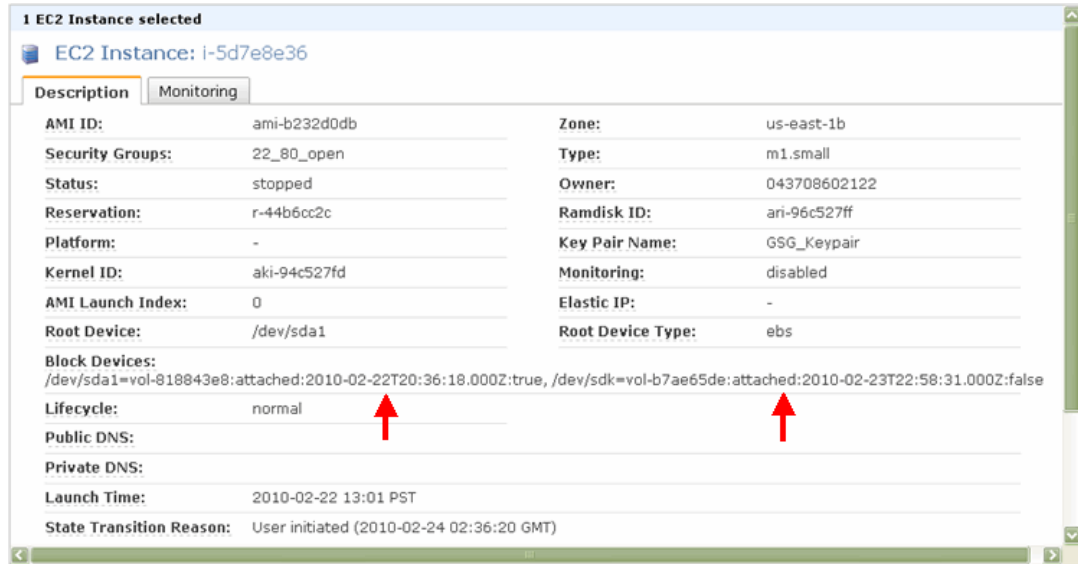 1 EC2 Instance selected
EC2 Instance: i-5d7e8e36
Description Monitoring
AMI ID: ami-b232d0db Zone: us-east-1b
Security Groups: 22_80_open Type: m1.small
Status: stopped Owner: 043708602122
Reservation: r-44b6cc2c Ramdisk ID: ari-96c527ff
Platform: - Key Pair Name: GSG_Keypair
Kernel ID: aki-94c527fd Monitoring: disabled
AMI Launch Index: 0 Elastic IP: -
Root Device: /dev/sda1 Root Device Type: ebs
Block Devices:
/dev/sda1=vol-818843e8:attached:2010-02-22T20:36:18.000Z:true, /dev/sdk=vol-b7ae65de:attached:2010-02-23T22:58:31.000Z:false
Lifecycle: normal
Public DNS:
Private DNS:
Launch Time: 2010-02-22 13:01 PST
State Transition Reason: User initiated (2010-02-24 02:36:20 GMT)